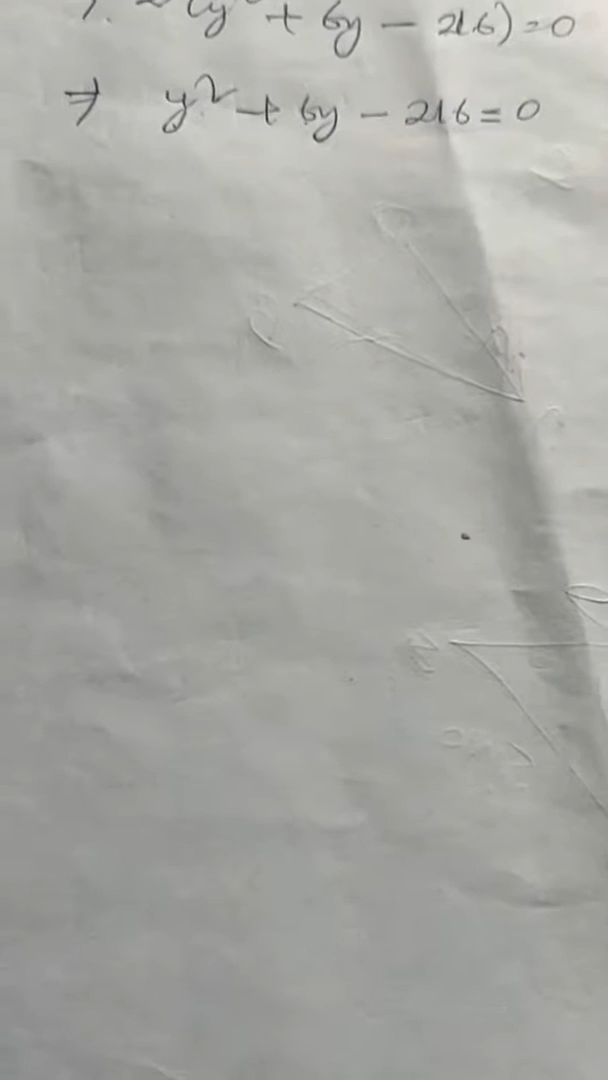 (y² + 6y - 216) = 0
⇒ y² + 6y - 216 = 0